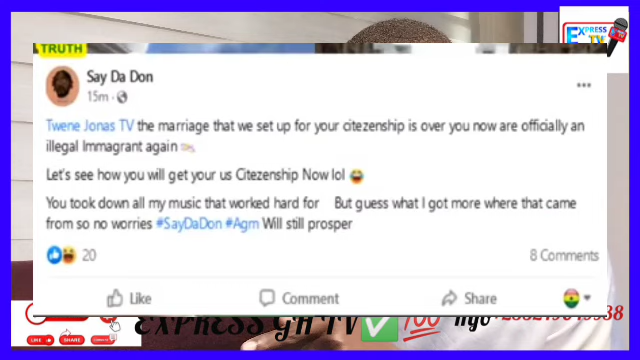 EXPRESS
TV
TRUTH
Say Da Don
15m
Twene Jonas TV the marriage that we set up for your citezenship is over you now are officially an
illegal Immagrant again
Let's see how you will get your us Citezenship Now lol
You took down all my music that worked hard for But guess what I got more where that came
from so no worries #SayDaDon #Agm Will still prosper
20
8 Comments
Like
Comment
Share
LIKE
SHARE
EXPRESS GH TV
100